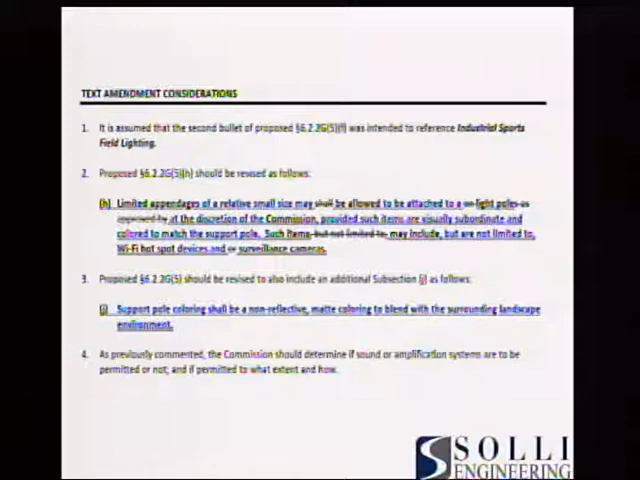 TEXT AMENDMENT CONSIDERATIONS
1. It is assumed that the second bullet of proposed §6.2.2G(5)(f) was intended to reference Industrial Sports
Field Lighting.
2. Proposed §6.2.2G(5)(h) should be revised as follows:
(h) Limited appendages of a relative small size may shall be allowed to be attached to a on light poles as
approved by at the discretion of the Commission, provided such items are visually subordinate and
colored to match the support pole. Such items, but not limited to, may include, but are not limited to,
Wi-Fi hot spot devices and or surveillance cameras.
3. Proposed §6.2.2G(5) should be revised to also include an additional Subsection (j) as follows:
(j) Support pole coloring shall be a non-reflective, matte coloring to blend with the surrounding landscape
environment.
4. As previously commented, the Commission should determine if sound or amplification systems are to be
permitted or not; and if permitted to what extent and how.
SOLLI
ENGINEERING